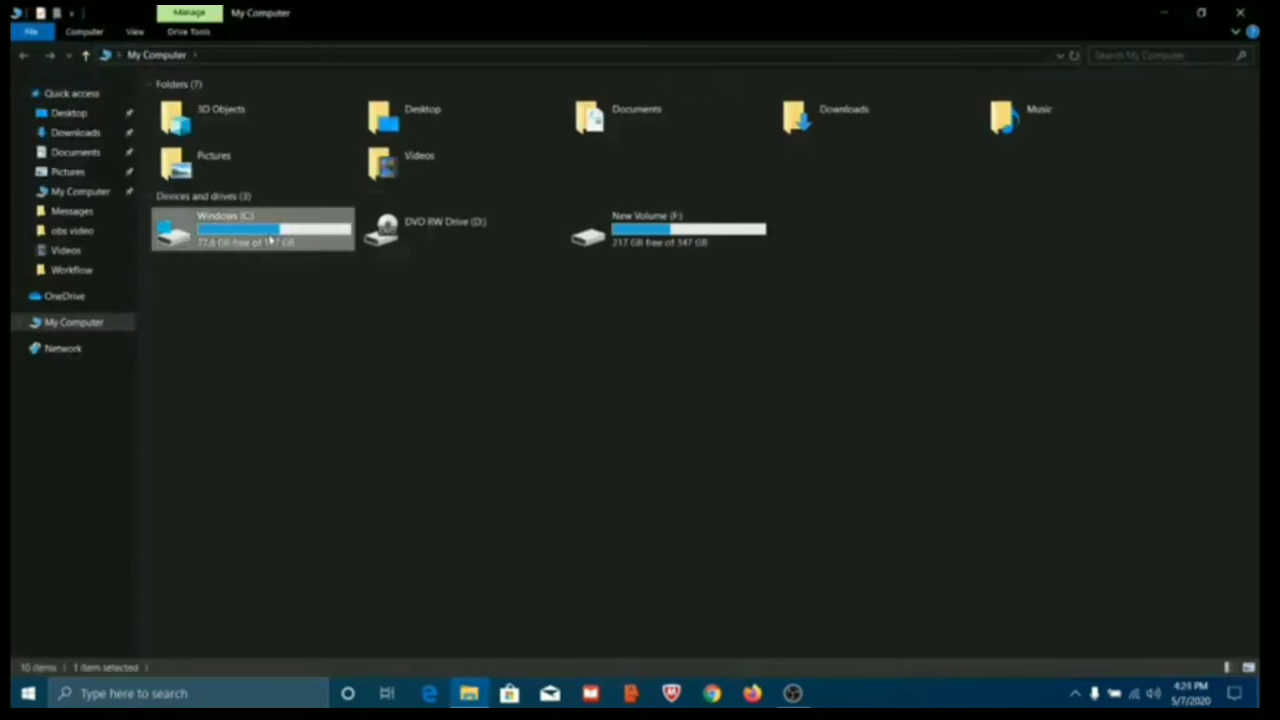 Manage
My Computer
File
Computer
View
Drive Tools
My Computer
Search My Computer
Quick access
Desktop
Downloads
Documents
Pictures
My Computer
Messages
obs video
Videos
Workflow
OneDrive
My Computer
Network
Folders (7)
3D Objects
Desktop
Documents
Downloads
Music
Pictures
Videos
Devices and drives (3)
Windows (C:)
77.8 GB free of GB
DVD RW Drive (D:)
New Volume (F:)
217 GB free of 347 GB
10 items
1 item selected
Type here to search
4:24 PM
5/7/2020